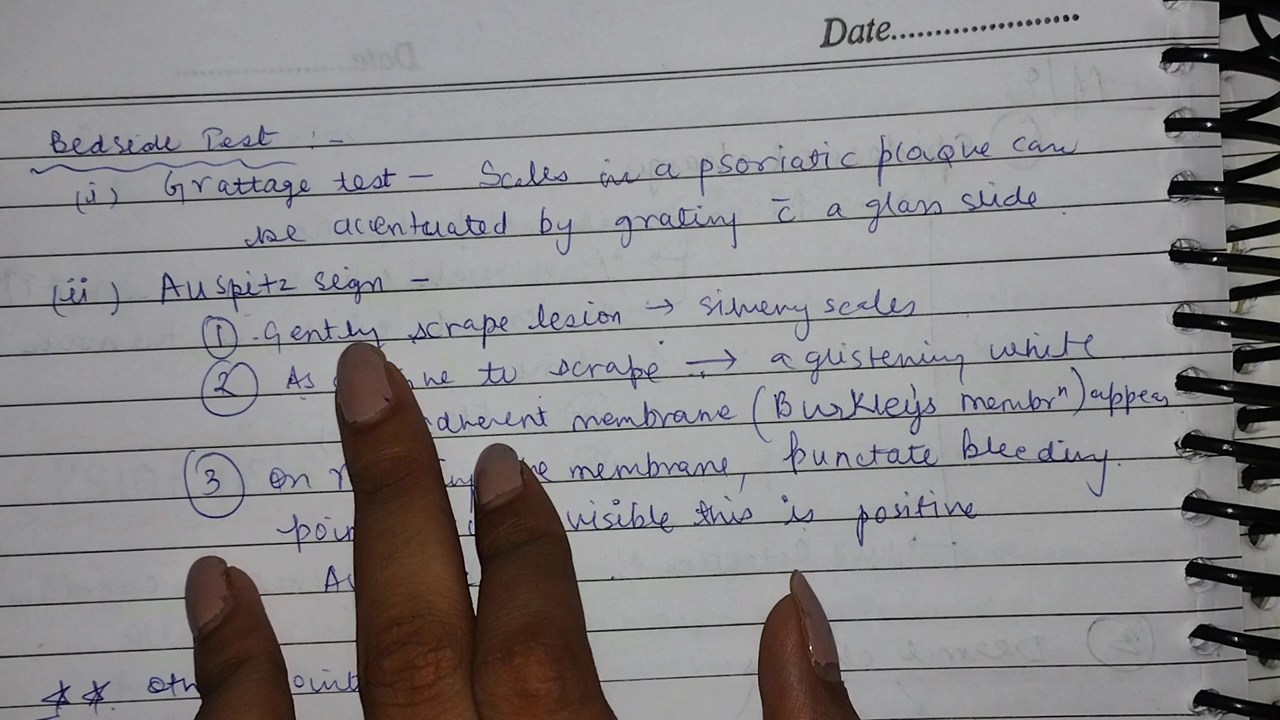 Date......................
Bedside Test :-
(i) Grattage test - Scales in a psoriatic plaque can
be accentuated by grating c̄ a glass slide.
(ii) Auspitz sign -
① Gently scrape lesion → silvery scales
② As to scrape → a glistening white
membrane (Burkley's membrⁿ) appear
③ on membrane, punctate bleeding
visible this is positive
**